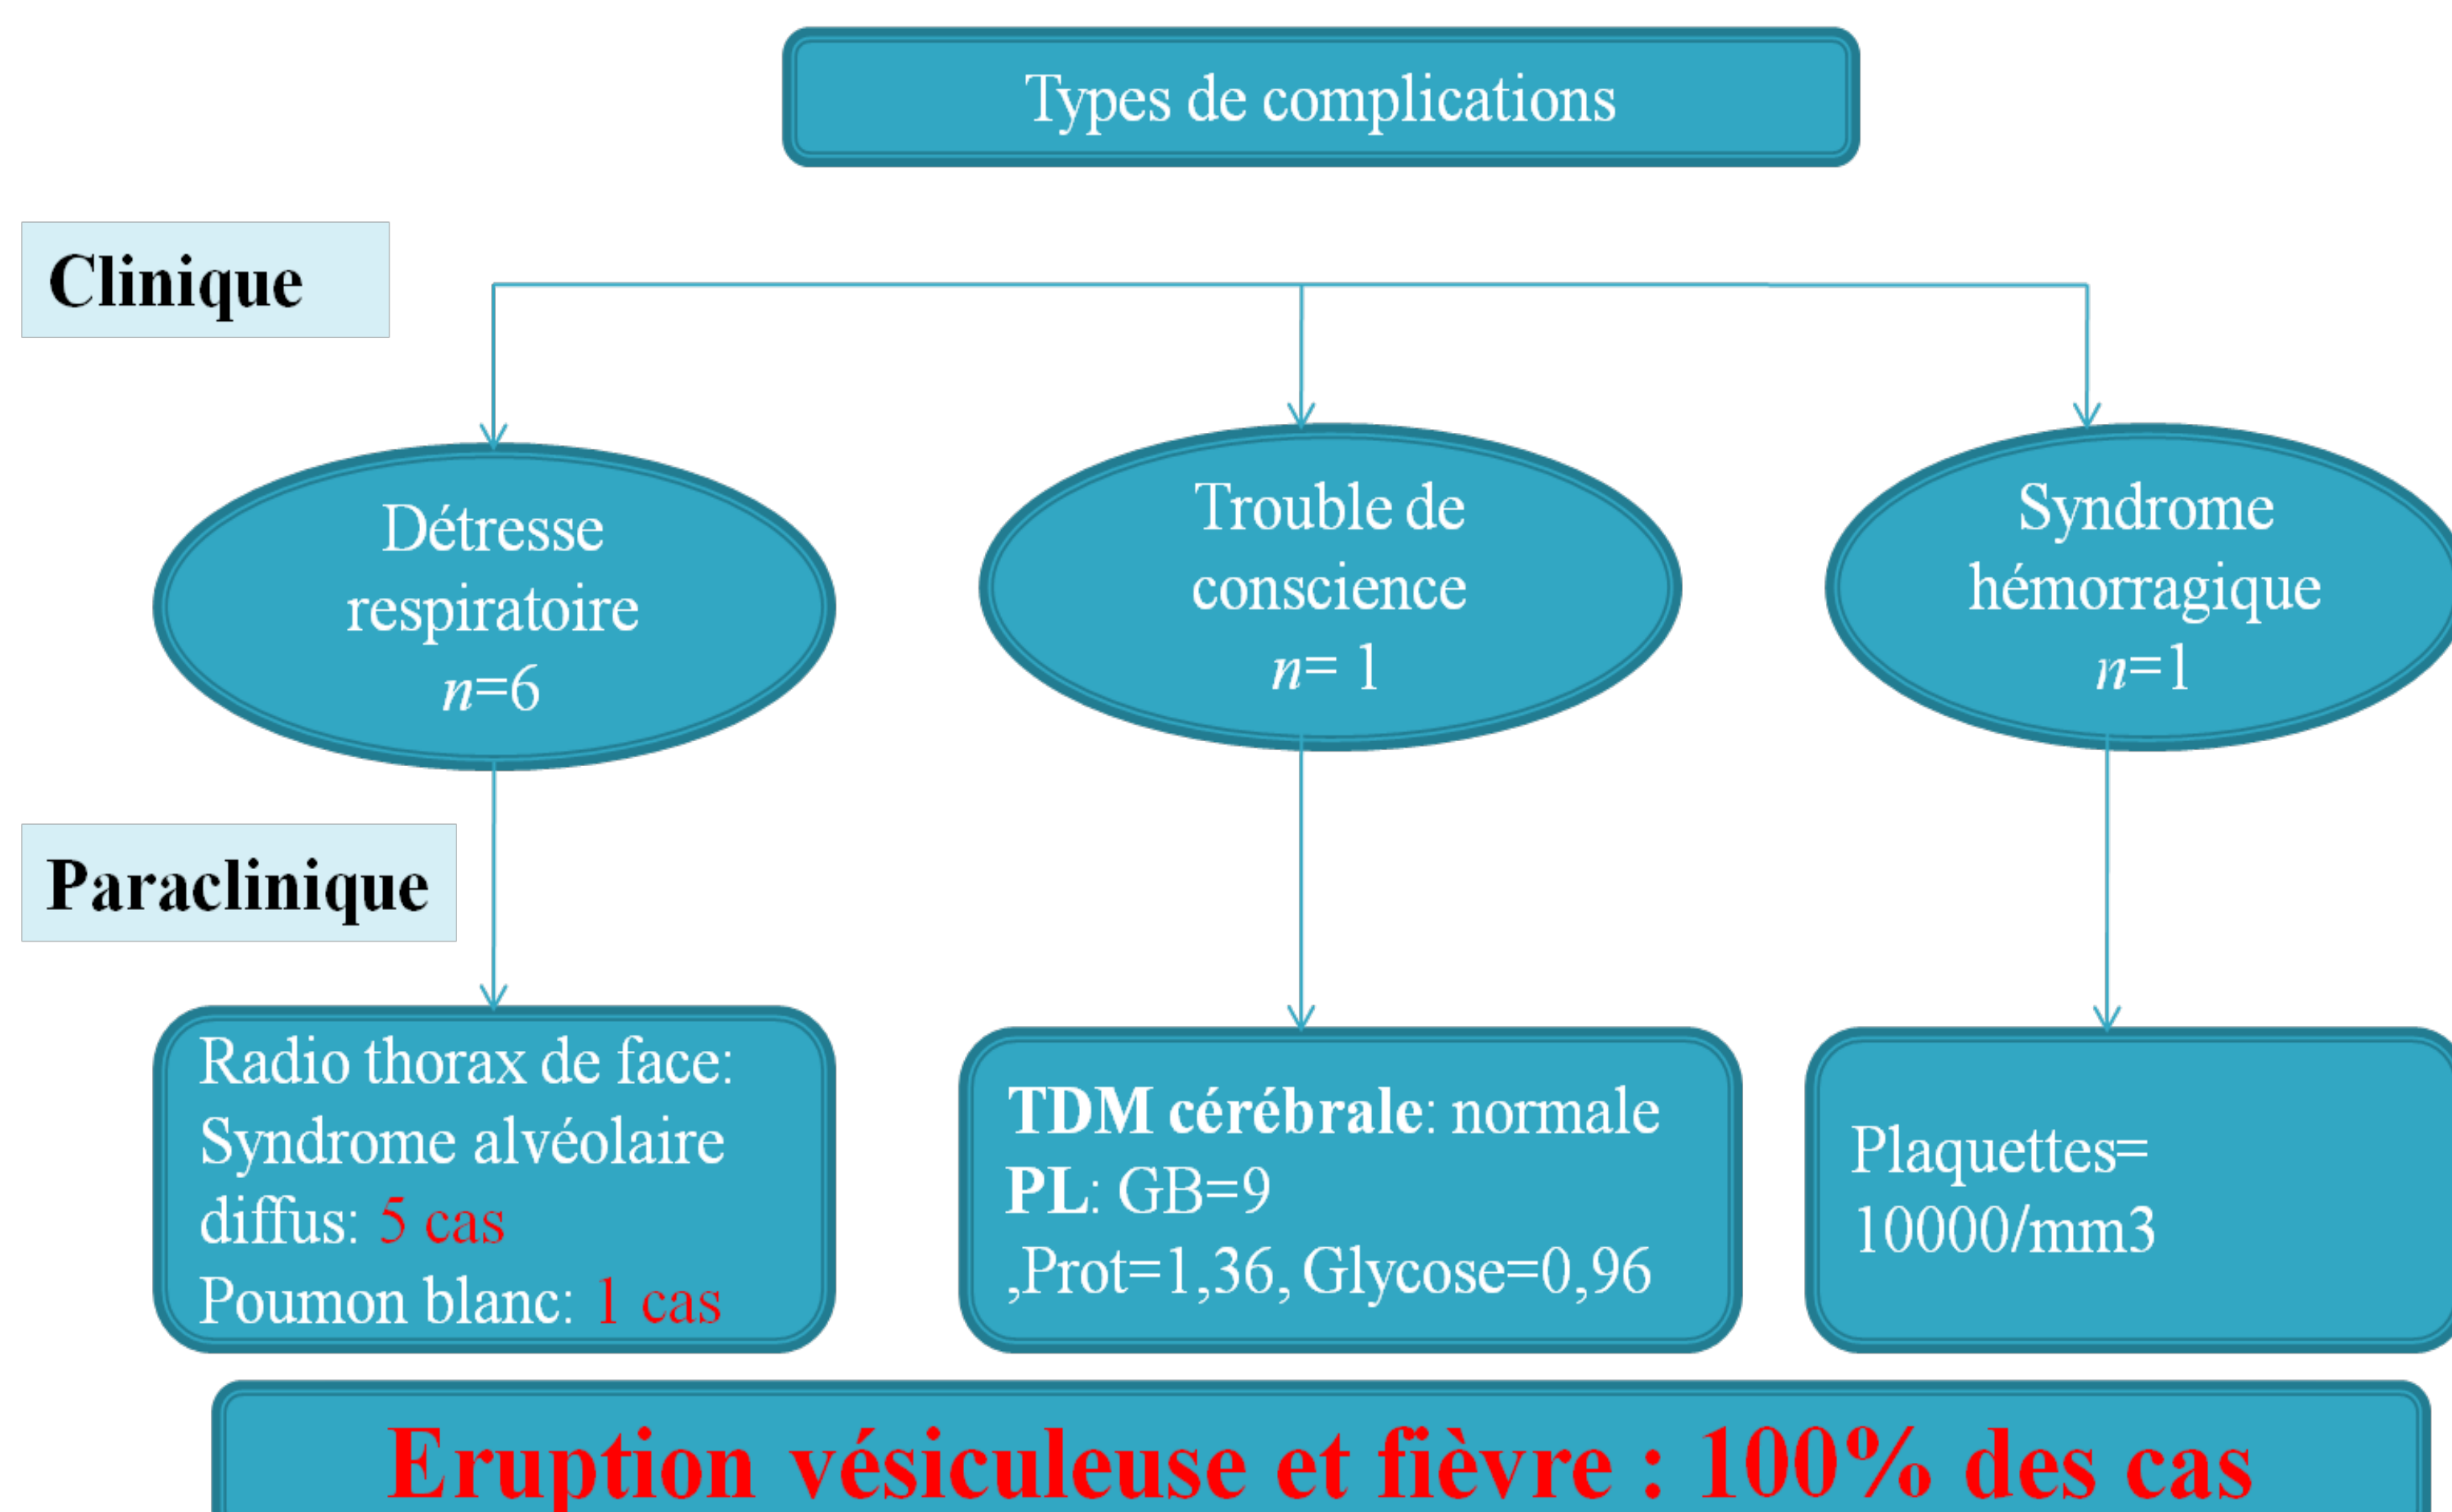 Types de complications
Clinique
Détresse
respiratoire
n=6
Trouble de
conscience
n= 1
Syndrome
hémorragique
n=1
Paraclinique
Radio thorax de face:
Syndrome alvéolaire
diffus: 5 cas
Poumon blanc: 1 cas
TDM cérébrale: normale
PL: GB=9
,Prot=1,36, Glycose=0,96
Plaquettes=
10000/mm3
Eruption vésiculeuse et fièvre : 100% des cas